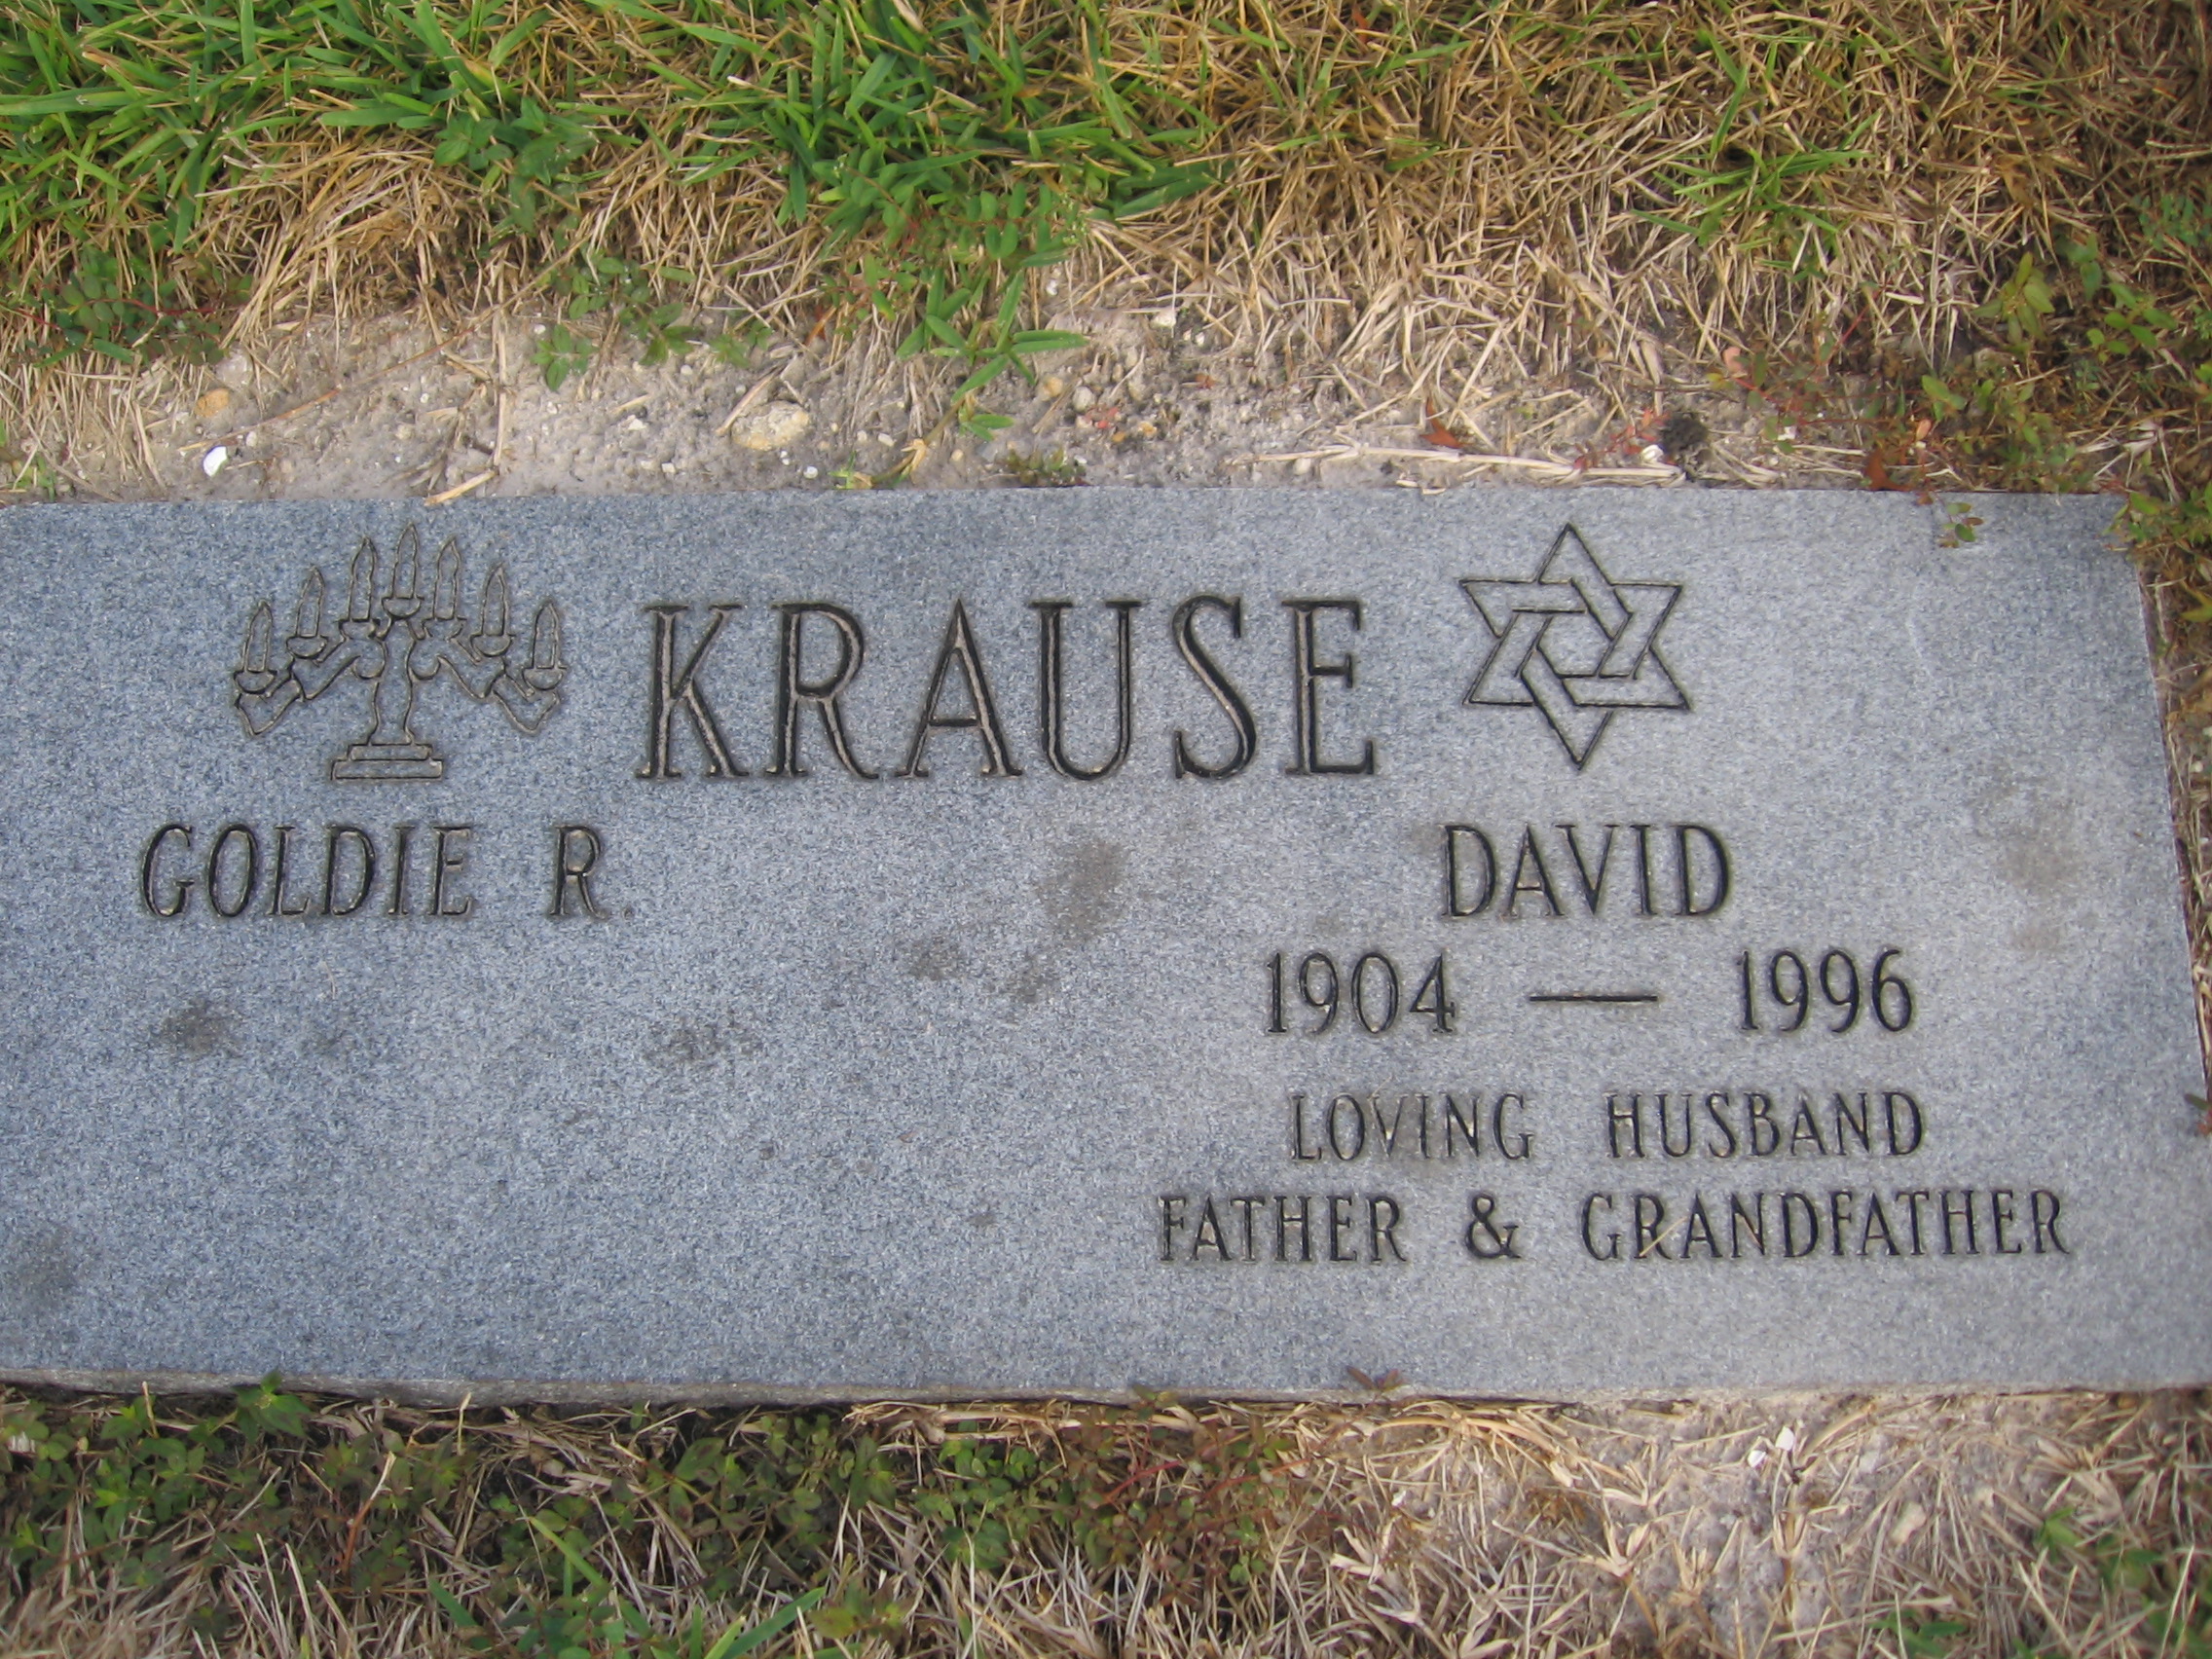 KRAUSE
GOLDIE R.
DAVID
1904 — 1996
LOVING HUSBAND
FATHER & GRANDFATHER